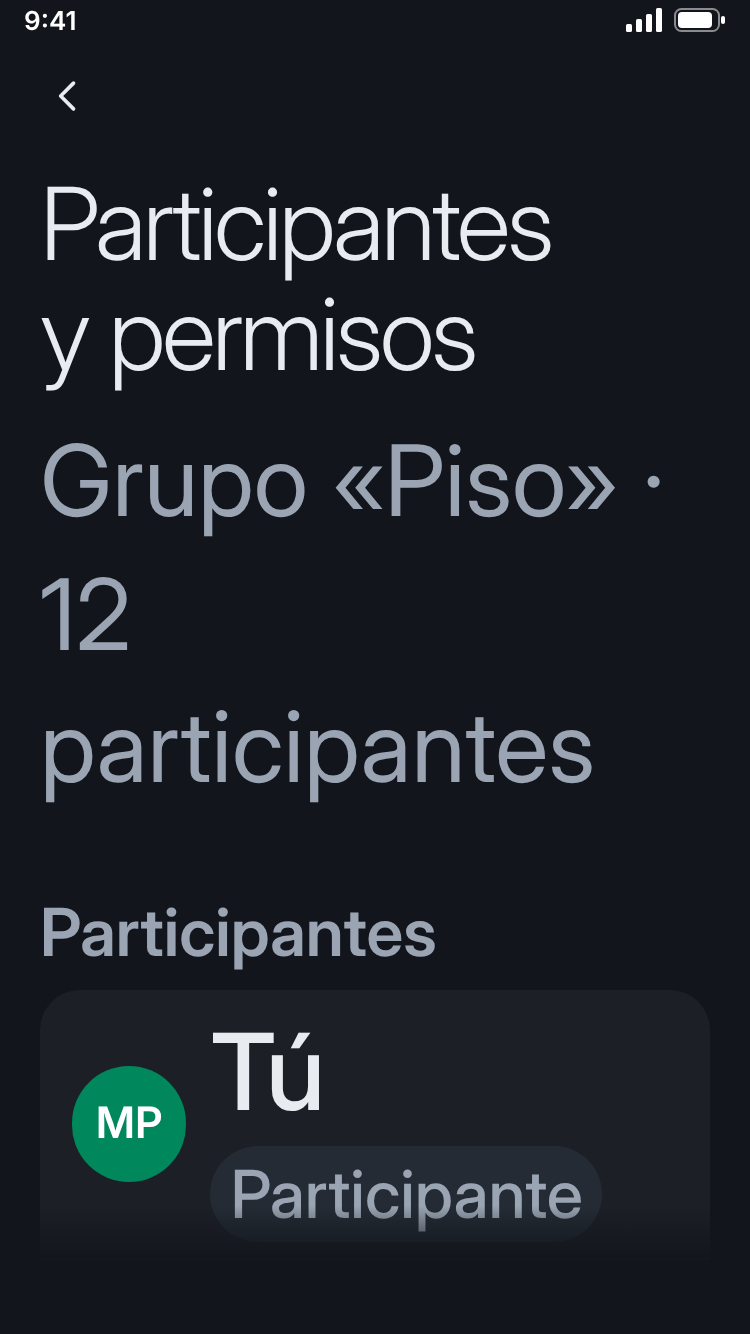 9:41
Participantes
y permisos
Grupo «Piso» ·
12
participantes
Participantes
MP
Tú
Participante